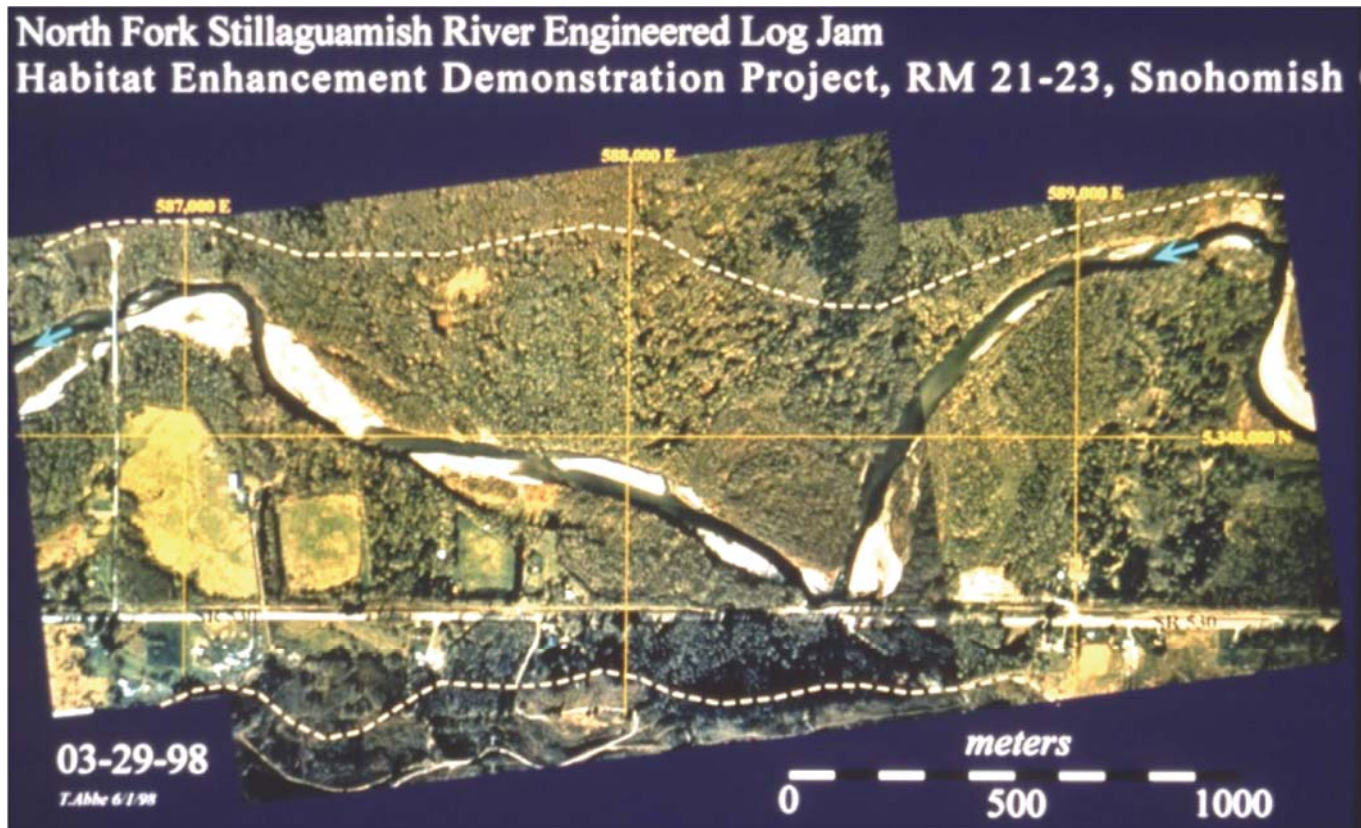 North Fork Stillaguamish River Engineered Log Jam
Habitat Enhancement Demonstration Project, RM 21-23, Snohomish
588,000 E
587,000 E
589,000 E
5,348,000 N
SR 530
SR 530
03-29-98
T.Abbe 6/1/98
meters
0 500 1000